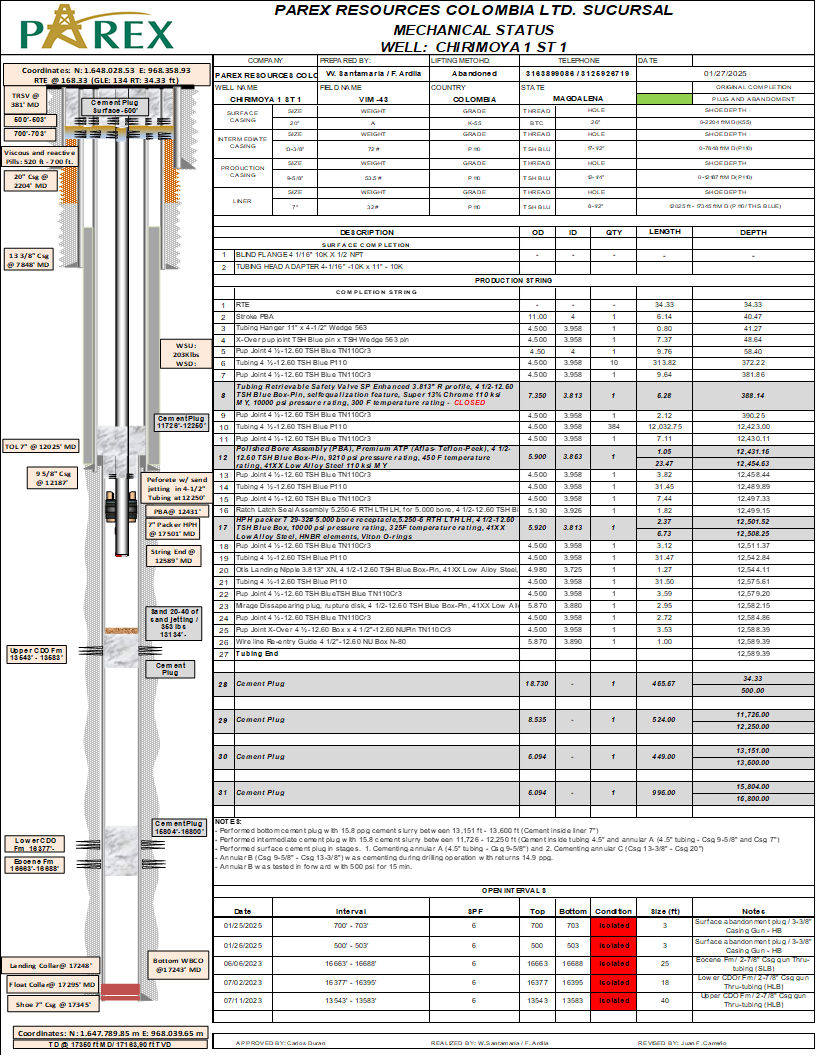 PAREX
PAREX RESOURCES COLOMBIA LTD. SUCURSAL
MECHANICAL STATUS
WELL: CHIRIMOYA 1 ST 1
Coordinates: N: 1.648.028.53 E: 968.358.93
RTE @ 168.33 (GLE: 134 RT: 34.33 ft)
TRSV @
381' MD
Cement Plug
Surface-500'
500'-503'
700'-703'
Viscous and reactive
Pills: 520 ft - 700 ft.
20" Csg @
2204' MD
13 3/8" Csg
@ 7848' MD
WSU:
203Klbs
WSD:
Cement Plug
11726'-12250'
TOL 7" @ 12025' MD
9 5/8" Csg
@ 12187'
Peforete w/ sand
jetting in 4-1/2"
Tubing at 12250'
PBA@ 12431"
7" Packer HPH
@ 17501' MD
String End @
12589' MD
Sand 20-40 of
sand jetting /
353 lbs
13134'-
Upper CDO Fm
13543' - 13583'
Cement
Plug
Cement Plug
15804'-16800'
Lower CDO
Fm 16377'-
Eocene Fm
16663'-16688'
Bottom WBCO
@17243' MD
Landing Collar@ 17248'
Float Collar@ 17295' MD
Shoe 7" Csg @ 17345'
Coordinates: N: 1.647.789.85 m E: 968.039.65 m
TD @ 17350 ft MD/ 17163,90 ft TVD
COMPANY PREPARED BY: LIFTING METOHD: TELEPHONE DATE
PAREX RESOURCES COLO W. Santamaria / F. Ardila Abandoned 3163899086 / 3125926719 01/27/2025
WELL NAME FIELD NAME COUNTRY STATE ORIGINAL COMPLETION
CHIRIMOYA 1 ST 1 VIM -43 COLOMBIA MAGDALENA PLUG AND ABANDOMENT
SURFACE CASING SIZE WEIGHT GRADE THREAD HOLE SHOE DEPTH
20" A K-55 BTC 26" 0-2204 ft MD (K55)
INTERMEDIATE CASING SIZE WEIGHT GRADE THREAD HOLE SHOE DEPTH
13-3/8" 72 # P110 TSH BLU 17-1/2" 0-7848 ft MD (P110)
PRODUCTION CASING SIZE WEIGHT GRADE THREAD HOLE SHOE DEPTH
9-5/8" 53.5 # P110 TSH BLU 12-1/4" 0-12187 ft MD (P110)
LINER SIZE WEIGHT GRADE THREAD HOLE SHOE DEPTH
7" 32# P110 TSH BLU 8-1/2" 12025 ft - 17345 ft MD (P110/ THS BLUE)
DESCRIPTION OD ID QTY LENGTH DEPTH
SURFACE COMPLETION
1 BLIND FLANGE 4 1/16" 10K X 1/2 NPT - - - - -
2 TUBING HEAD ADAPTER 4-1/16" -10K x 11" - 10K
PRODUCTION STRING
COMPLETION STRING
1 RTE - - - 34.33 34.33
2 Stroke PBA 11.00 4 1 6.14 40.47
3 Tubing Hanger 11" x 4-1/2" Wedge 563 4.500 3.958 1 0.80 41.27
4 X-Over pup joint TSH Blue pin x TSH Wedge 563 pin 4.500 3.958 1 7.37 48.64
5 Pup Joint 4 ½-12.60 TSH Blue TN110Cr3 4.50 4 1 9.76 58.40
6 Tubing 4 ½-12.60 TSH Blue P110 4.500 3.958 10 313.82 372.22
7 Pup Joint 4 ½-12.60 TSH Blue TN110Cr3 4.500 3.958 1 9.64 381.86
8 Tubing Retrievable Safety Valve SP Enhanced 3.813" R profile, 4 1/2-12.60
TSH Blue Box-Pin, selfequalization feature, Super 13% Chrome 110 ksi
MY, 10000 psi pressure rating, 300 F temperature rating - CLOSED 7.350 3.813 1 6.28 388.14
9 Pup Joint 4 ½-12.60 TSH Blue TN110Cr3 4.500 3.958 1 2.12 390.25
10 Tubing 4 ½-12.60 TSH Blue P110 4.500 3.958 384 12,032.75 12,423.00
11 Pup Joint 4 ½-12.60 TSH Blue TN110Cr3 4.500 3.958 1 7.11 12,430.11
12 Polished Bore Assembly (PBA), Premium ATP (Aflas- Teflon-Peek), 4 1/2-
12.60 TSH Blue Box-Pin, 9210 psi pressure rating, 450 F temperature
rating, 41XX Low Alloy Steel 110 ksi MY 5.900 3.863 1 1.05 12,431.16
23.47 12,454.63
13 Pup Joint 4 ½-12.60 TSH Blue TN110Cr3 4.500 3.958 1 3.82 12,458.44
14 Tubing 4 ½-12.60 TSH Blue P110 4.500 3.958 1 31.45 12,489.89
15 Pup Joint 4 ½-12.60 TSH Blue TN110Cr3 4.500 3.958 1 7.44 12,497.33
16 Ratch Latch Seal Assembly 5.250-6 RTH LTH LH, for 5.000 bore, 4 1/2-12.60 TSH Bl 5.130 3.926 1 1.82 12,499.15
17 HPH packer 7 29-32# 5.000 bore receptacle,5.250-6 RTH LTH LH, 4 1/2-12.60
TSH Blue Box, 10000 psi pressure rating, 325F temperature rating, 41XX
Low Alloy Steel, HNBR elements, Viton O-rings 5.920 3.813 1 2.37 12,501.52
6.73 12,508.25
18 Pup Joint 4 ½-12.60 TSH Blue TN110Cr3 4.500 3.958 1 3.12 12,511.37
19 Tubing 4 ½-12.60 TSH Blue P110 4.500 3.958 1 31.47 12,542.84
20 Otis Landing Nipple 3.813" XN, 4 1/2-12.60 TSH Blue Box-Pin, 41XX Low Alloy Steel, 4.980 3.725 1 1.27 12,544.11
21 Tubing 4 ½-12.60 TSH Blue P110 4.500 3.958 1 31.50 12,575.61
22 Pup Joint 4 ½-12.60 TSH BlueTSH Blue TN110Cr3 4.500 3.958 1 3.59 12,579.20
23 Mirage Dissapearing plug, rupture disk, 4 1/2-12.60 TSH Blue Box-Pin, 41XX Low All 5.870 3.880 1 2.95 12,582.15
24 Pup Joint 4 ½-12.60 TSH Blue TN110Cr3 4.500 3.958 1 2.72 12,584.86
25 Pup Joint X-Over 4 ½-12.60 Box x 4 1/2"-12.60 NUPin TN110Cr3 4.500 3.958 1 3.53 12,588.39
26 Wire line Re-entry Guide 4 1/2"-12.60 NU Box N-80 5.870 3.890 1 1.00 12,589.39
27 Tubing End 12,589.39
28 Cement Plug 18.730 - 1 465.67 34.33
500.00
29 Cement Plug 8.535 - 1 524.00 11,726.00
12,250.00
30 Cement Plug 6.094 - 1 449.00 13,151.00
13,600.00
31 Cement Plug 6.094 - 1 996.00 15,804.00
16,800.00
NOTES:
- Performed bottom cement plug with 15.8 ppg cement slurry between 13,151 ft - 13,600 ft (Cement inside liner 7")
- Performed intermediate cement plug with 15.8 cement slurry between 11,726 - 12,250 ft (Cement inside tubing 4.5" and annular A (4.5" tubing - Csg 9-5/8" and Csg 7")
- Performed surface cement plug in stages. 1. Cementing annular A (4.5" tubing - Csg 9-5/8") and 2. Cementing annular C (Csg 13-3/8" - Csg 20")
- Annular B (Csg 9-5/8" - Csg 13-3/8") was cementing during drilling operation with returns 14.9 ppg.
- Annular B was tested in forward with 500 psi for 15 min.
OPEN INTERVALS
Date Interval SPF Top Bottom Condition Size (ft) Notes
01/25/2025 700' - 703' 6 700 703 Isolated 3 Surface abandonment plug / 3-3/8"
Casing Gun - HB
01/26/2025 500' - 503' 6 500 503 Isolated 3 Surface abandonment plug / 3-3/8"
Casing Gun - HB
06/06/2023 16663' - 16688' 6 16663 16688 Isolated 25 Eocene Fm / 2-7/8" Csg gun Thru-
tubing (SLB)
07/02/2023 16377' - 16395' 6 16377 16395 Isolated 18 Lower CDOr Fm / 2-7/8" Csg gun
Thru-tubing (HLB)
07/11/2023 13543' - 13583' 6 13543 13583 Isolated 40 Upper CDO Fm / 2-7/8" Csg gun
Thru-tubing (HLB)
APROVED BY: Carlos Duran REALIZED BY: W.Santamaria / F. Ardila REVISED BY: Juan F. Carreño